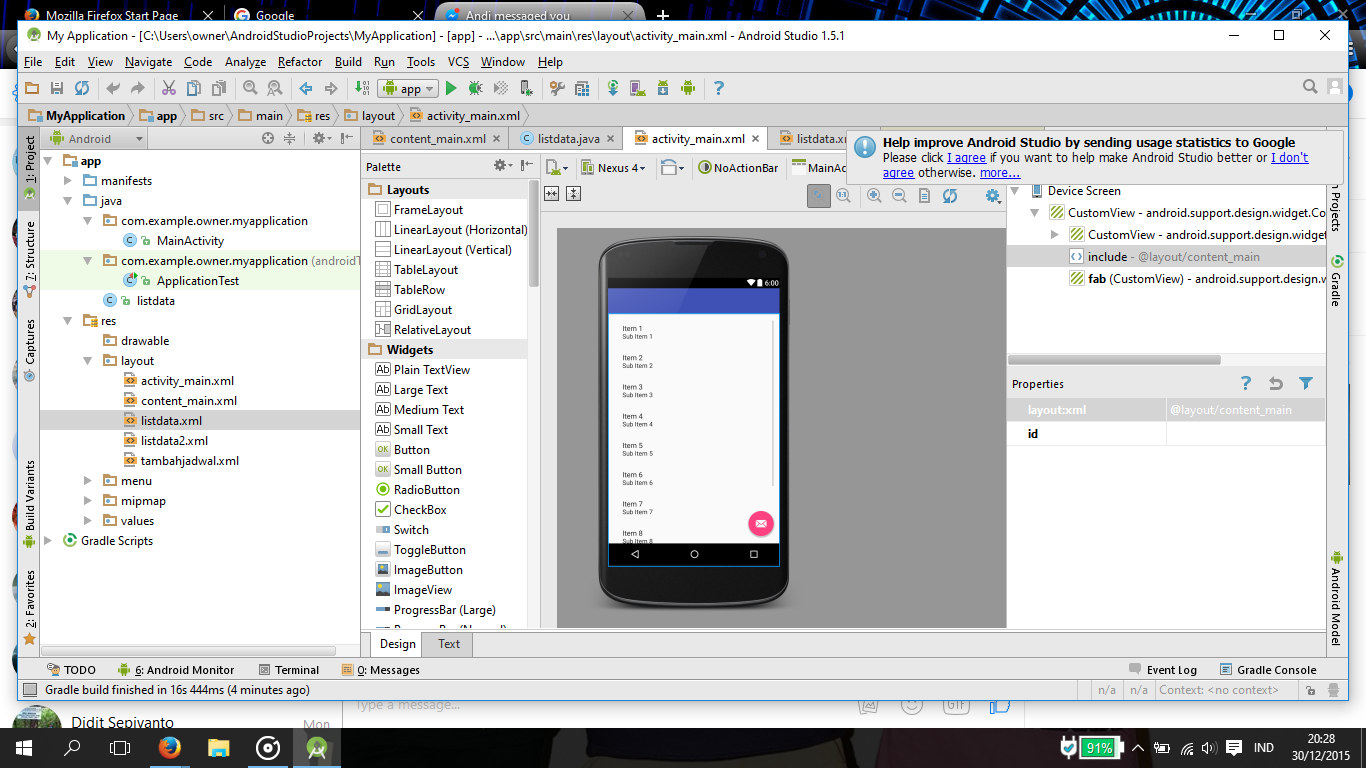 Mozilla Firefox Start Page
Google
Andi messaged you
My Application - [C:\Users\owner\AndroidStudioProjects\MyApplication] - [app] - ...\app\src\main\res\layout\activity_main.xml - Android Studio 1.5.1
File Edit View Navigate Code Analyze Refactor Build Run Tools VCS Window Help
app
MyApplication app src main res layout activity_main.xml
Android
content_main.xml listdata.java activity_main.xml listdata.x
Help improve Android Studio by sending usage statistics to Google
Please click I agree if you want to help make Android Studio better or I don't
agree otherwise. more...
1: Project
7: Structure
Captures
Build Variants
2: Favorites
app
manifests
java
com.example.owner.myapplication
MainActivity
com.example.owner.myapplication (androidT
ApplicationTest
listdata
res
drawable
layout
activity_main.xml
content_main.xml
listdata.xml
listdata2.xml
tambahjadwal.xml
menu
mipmap
values
Gradle Scripts
Palette
Layouts
FrameLayout
LinearLayout (Horizontal)
LinearLayout (Vertical)
TableLayout
TableRow
GridLayout
RelativeLayout
Widgets
Plain TextView
Large Text
Medium Text
Small Text
Button
Small Button
RadioButton
CheckBox
Switch
ToggleButton
ImageButton
ImageView
ProgressBar (Large)
Nexus 4 NoActionBar MainAc
6:00
Item 1
Sub Item 1
Item 2
Sub Item 2
Item 3
Sub Item 3
Item 4
Sub Item 4
Item 5
Sub Item 5
Item 6
Sub Item 6
Item 7
Sub Item 7
Item 8
Sub Item 8
Device Screen
CustomView - android.support.design.widget.Co
CustomView - android.support.design.widget
include - @layout/content_main
fab (CustomView) - android.support.design.v
Properties
layout:xml @layout/content_main
id
Projects
Gradle
Android Model
Design Text
TODO 6: Android Monitor Terminal 0: Messages Event Log Gradle Console
Gradle build finished in 16s 444ms (4 minutes ago) n/a n/a Context: <no context>
Didit Sepiyanto Mon
Type a message...
GIF
91% IND
20:28
30/12/2015